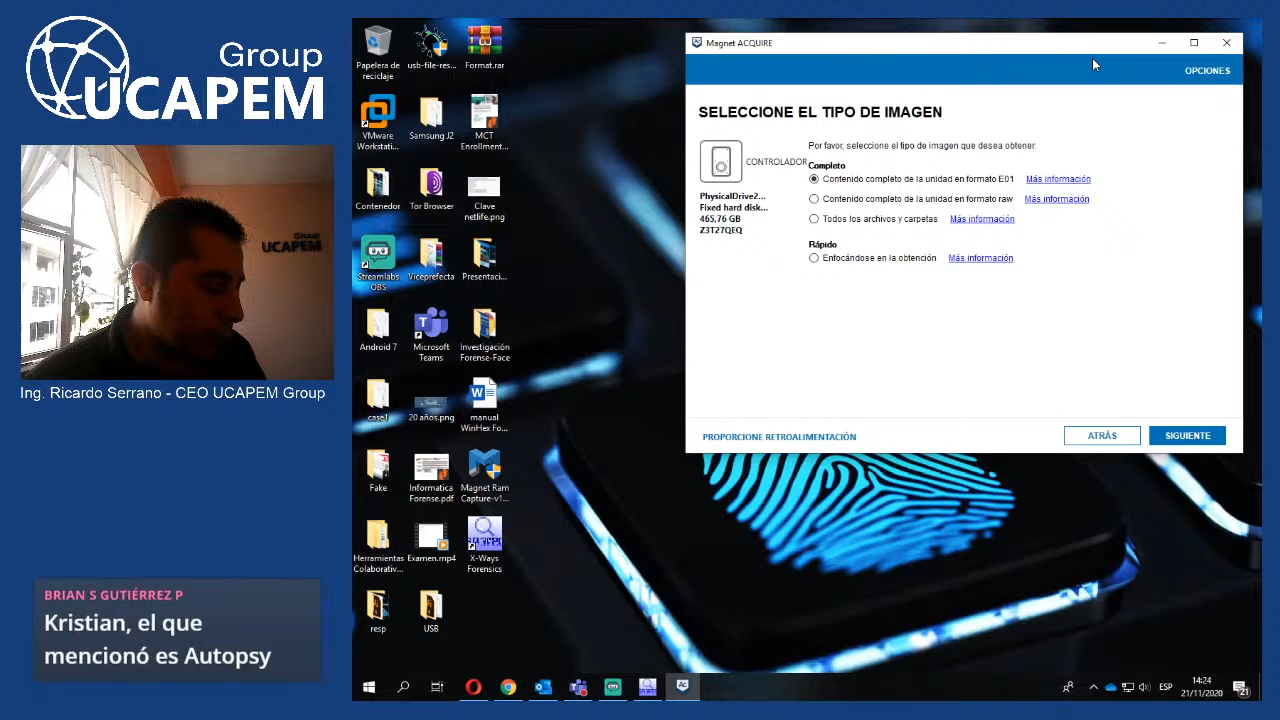 Group
UCAPEM
Ing. Ricardo Serrano - CEO UCAPEM Group
BRIAN S GUTIÉRREZ P
Kristian, el que
mencionó es Autopsy
Group
UCAPEM
Papelera de
reciclaje
usb-file-res...
Format.rar
VMware
Workstati...
Samsung J2
MCT
Enrollment...
Contenedor
Tor Browser
Clave
netlife.png
Streamlabs
OBS
Viceprefecta
Presentaci...
Android 7
Microsoft
Teams
Investigación
Forense-Face
case1
20 años.png
manual
WinHex Fo...
Fake
Informatica
Forense.pdf
Magnet Ram
Capture-v1...
Herramientas
Colaborativ...
Examen.mp4
X-Ways
Forensics
resp
USB
Magnet ACQUIRE
OPCIONES
SELECCIONE EL TIPO DE IMAGEN
CONTROLADOR
PhysicalDrive2...
Fixed hard disk...
465,76 GB
Z3T27QEQ
Por favor, seleccione el tipo de imagen que desea obtener.
Completo
Contenido completo de la unidad en formato E01 Más información
Contenido completo de la unidad en formato raw Más información
Todos los archivos y carpetas Más información
Rápido
Enfocándose en la obtención Más información
PROPORCIONE RETROALIMENTACIÓN
ATRÁS
SIGUIENTE
ESP
14:24
21/11/2020
21